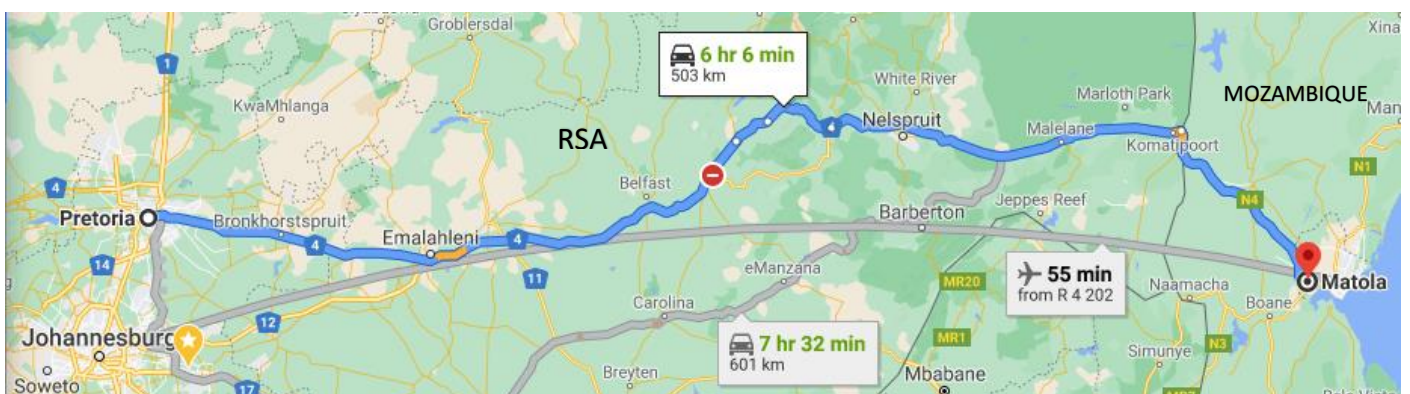 Groblersdal
Xina
1
6 hr 6 min
503 km
White River
MOZAMBIQUE
KwaMhlanga
Marloth Park
Man
RSA
4
Nelspruit
Malelane
Komatipoort
N1
4
Belfast
Pretoria
Bronkhorstspruit
4
Emalahleni
4
Barberton
Jeppes Reef
N4
14
11
eManzana
MR20
55 min
from R 4 202
Naamacha
Boane
Matola
Carolina
12
Johannesburg
7 hr 32 min
601 km
MR1
N3
Simunye
Soweto
17
Breyten
Mbabane